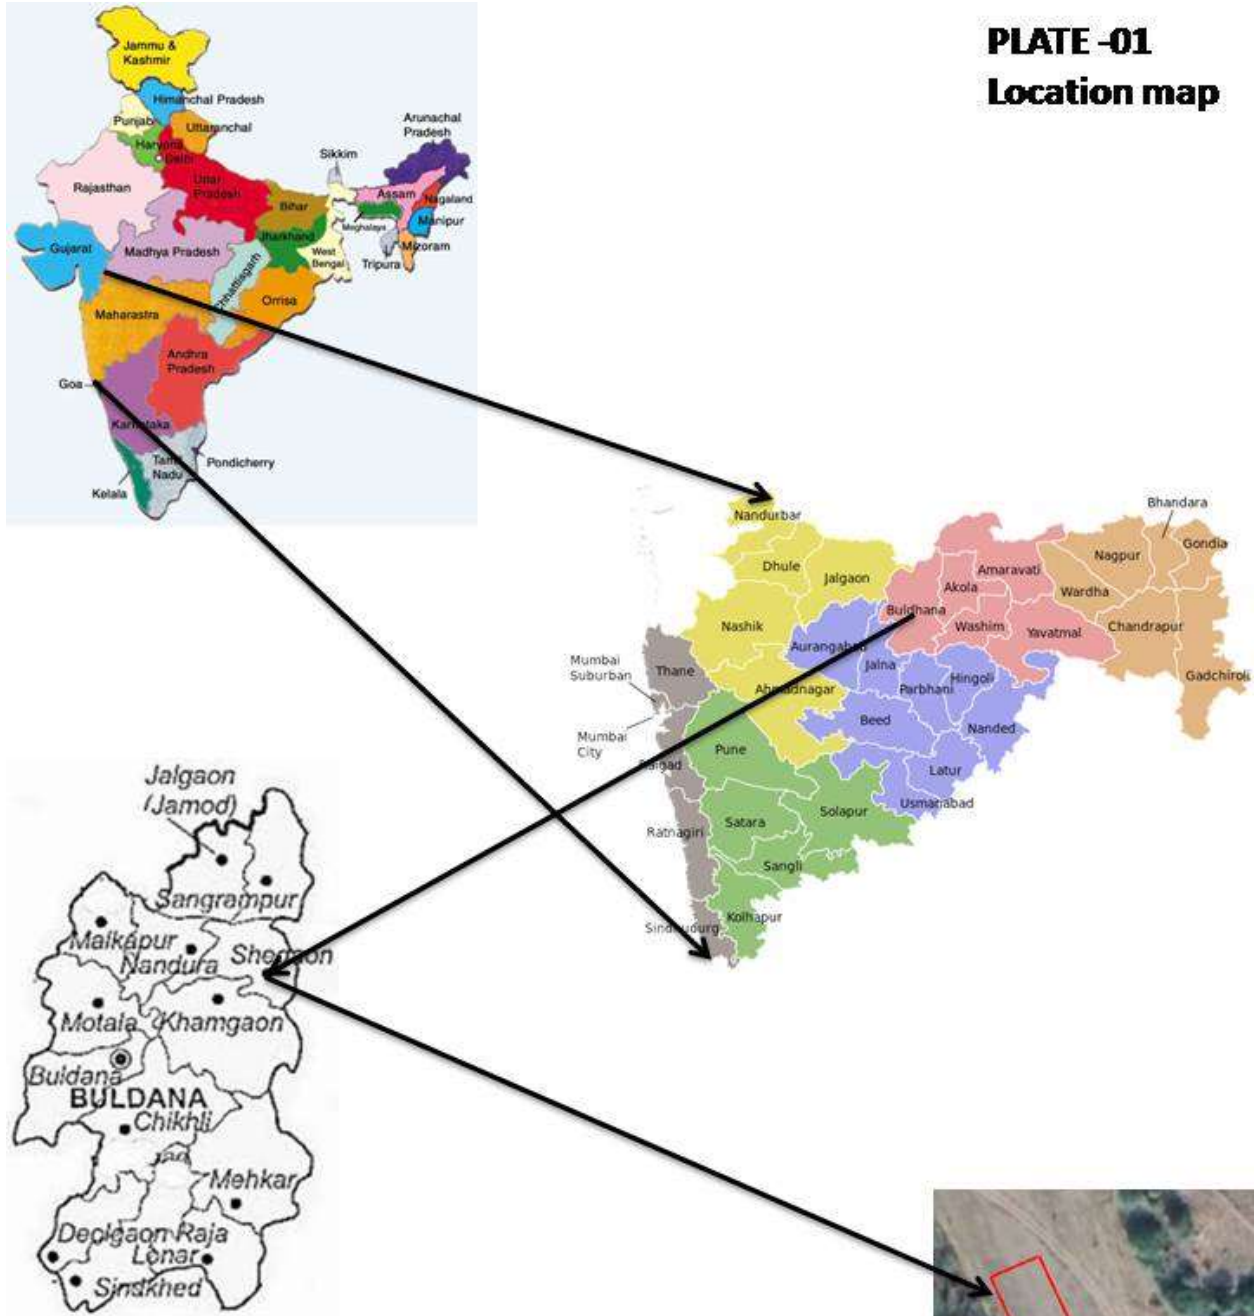 PLATE -01
Location map
Jammu &
Kashmir
Himanchal Pradesh
Punjab
Uttaranchal
Haryona
Delhi
Arunachal
Pradesh
Sikkim
Rajasthan
Uttar
Pradesh
Bihar
Assam
Nagaland
Meghalaya
Manipur
Gujarat
Madhya Pradesh
Jharkhand
West
Bengal
Mizoram
Tripura
Chhattisgarh
Orrisa
Maharastra
Andhra
Pradesh
Goa
Karnataka
Tamil
Nadu
Pondicherry
Kelala
Nandurbar
Bhandara
Gondia
Nagpur
Dhule
Jalgaon
Amaravati
Akola
Wardha
Buldhana
Nashik
Washim
Yavatmal
Chandrapur
Aurangabad
Jalna
Mumbai
Suburban
Thane
Hingoli
Parbhani
Gadchiroli
Ahmadnagar
Beed
Nanded
Mumbai
City
Pune
Raigad
Latur
Usmanabad
Solapur
Satara
Ratnagiri
Sangli
Kolhapur
Sindhudurg
Jalgaon
(Jamod)
Sangrampur
Malkapur
Nandura
Shegaon
Motala
Khamgaon
Buldana
BULDANA
Chikhli
Mehkar
Deolgaon Raja
Lonar
Sindkhed